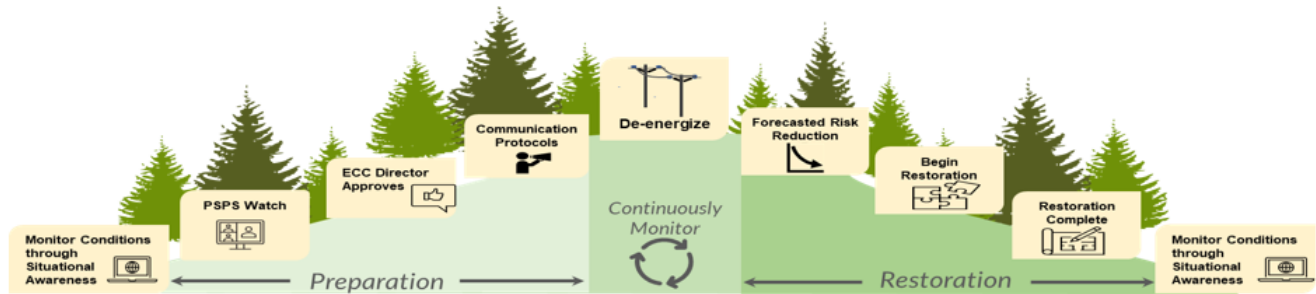 Monitor Conditions
through
Situational
Awareness
PSPS Watch
ECC Director
Approves
Communication
Protocols
De-energize
Forecasted Risk
Reduction
Begin
Restoration
Restoration
Complete
Monitor Conditions
through
Situational
Awareness
Preparation
Continuously
Monitor
Restoration